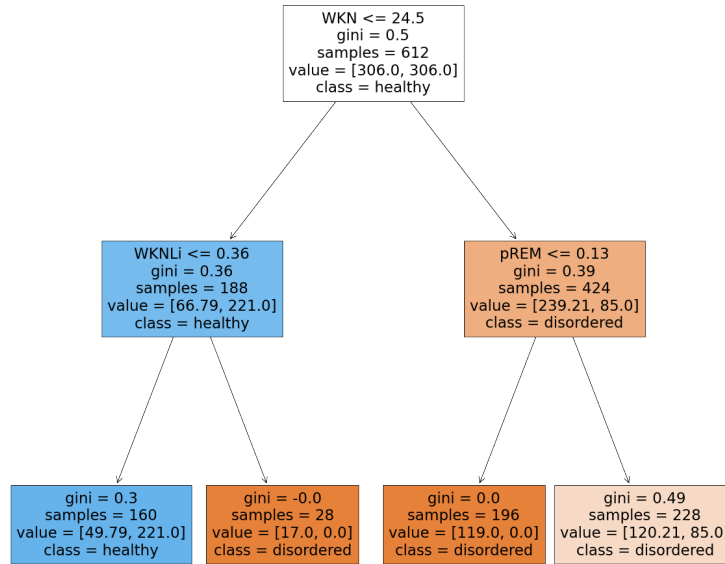 WKN <= 24.5
gini = 0.5
samples = 612
value = [306.0, 306.0]
class = healthy
WKNLi <= 0.36
gini = 0.36
samples = 188
value = [66.79, 221.0]
class = healthy
pREM <= 0.13
gini = 0.39
samples = 424
value = [239.21, 85.0]
class = disordered
gini = 0.3
samples = 160
value = [49.79, 221.0]
class = healthy
gini = -0.0
samples = 28
value = [17.0, 0.0]
class = disordered
gini = 0.0
samples = 196
value = [119.0, 0.0]
class = disordered
gini = 0.49
samples = 228
value = [120.21, 85.0]
class = disordered